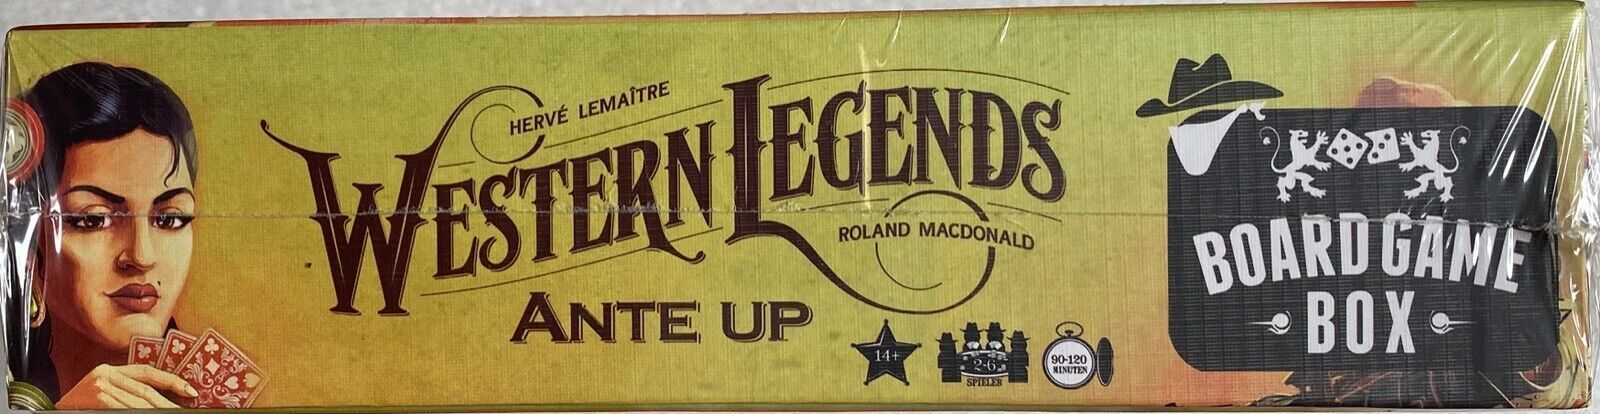 HERVÉ LEMAÎTRE
WESTERN LEGENDS
ROLAND MACDONALD
ANTE UP
14+
2-6
SPIELER
90-120
MINUTEN
BOARD GAME
BOX